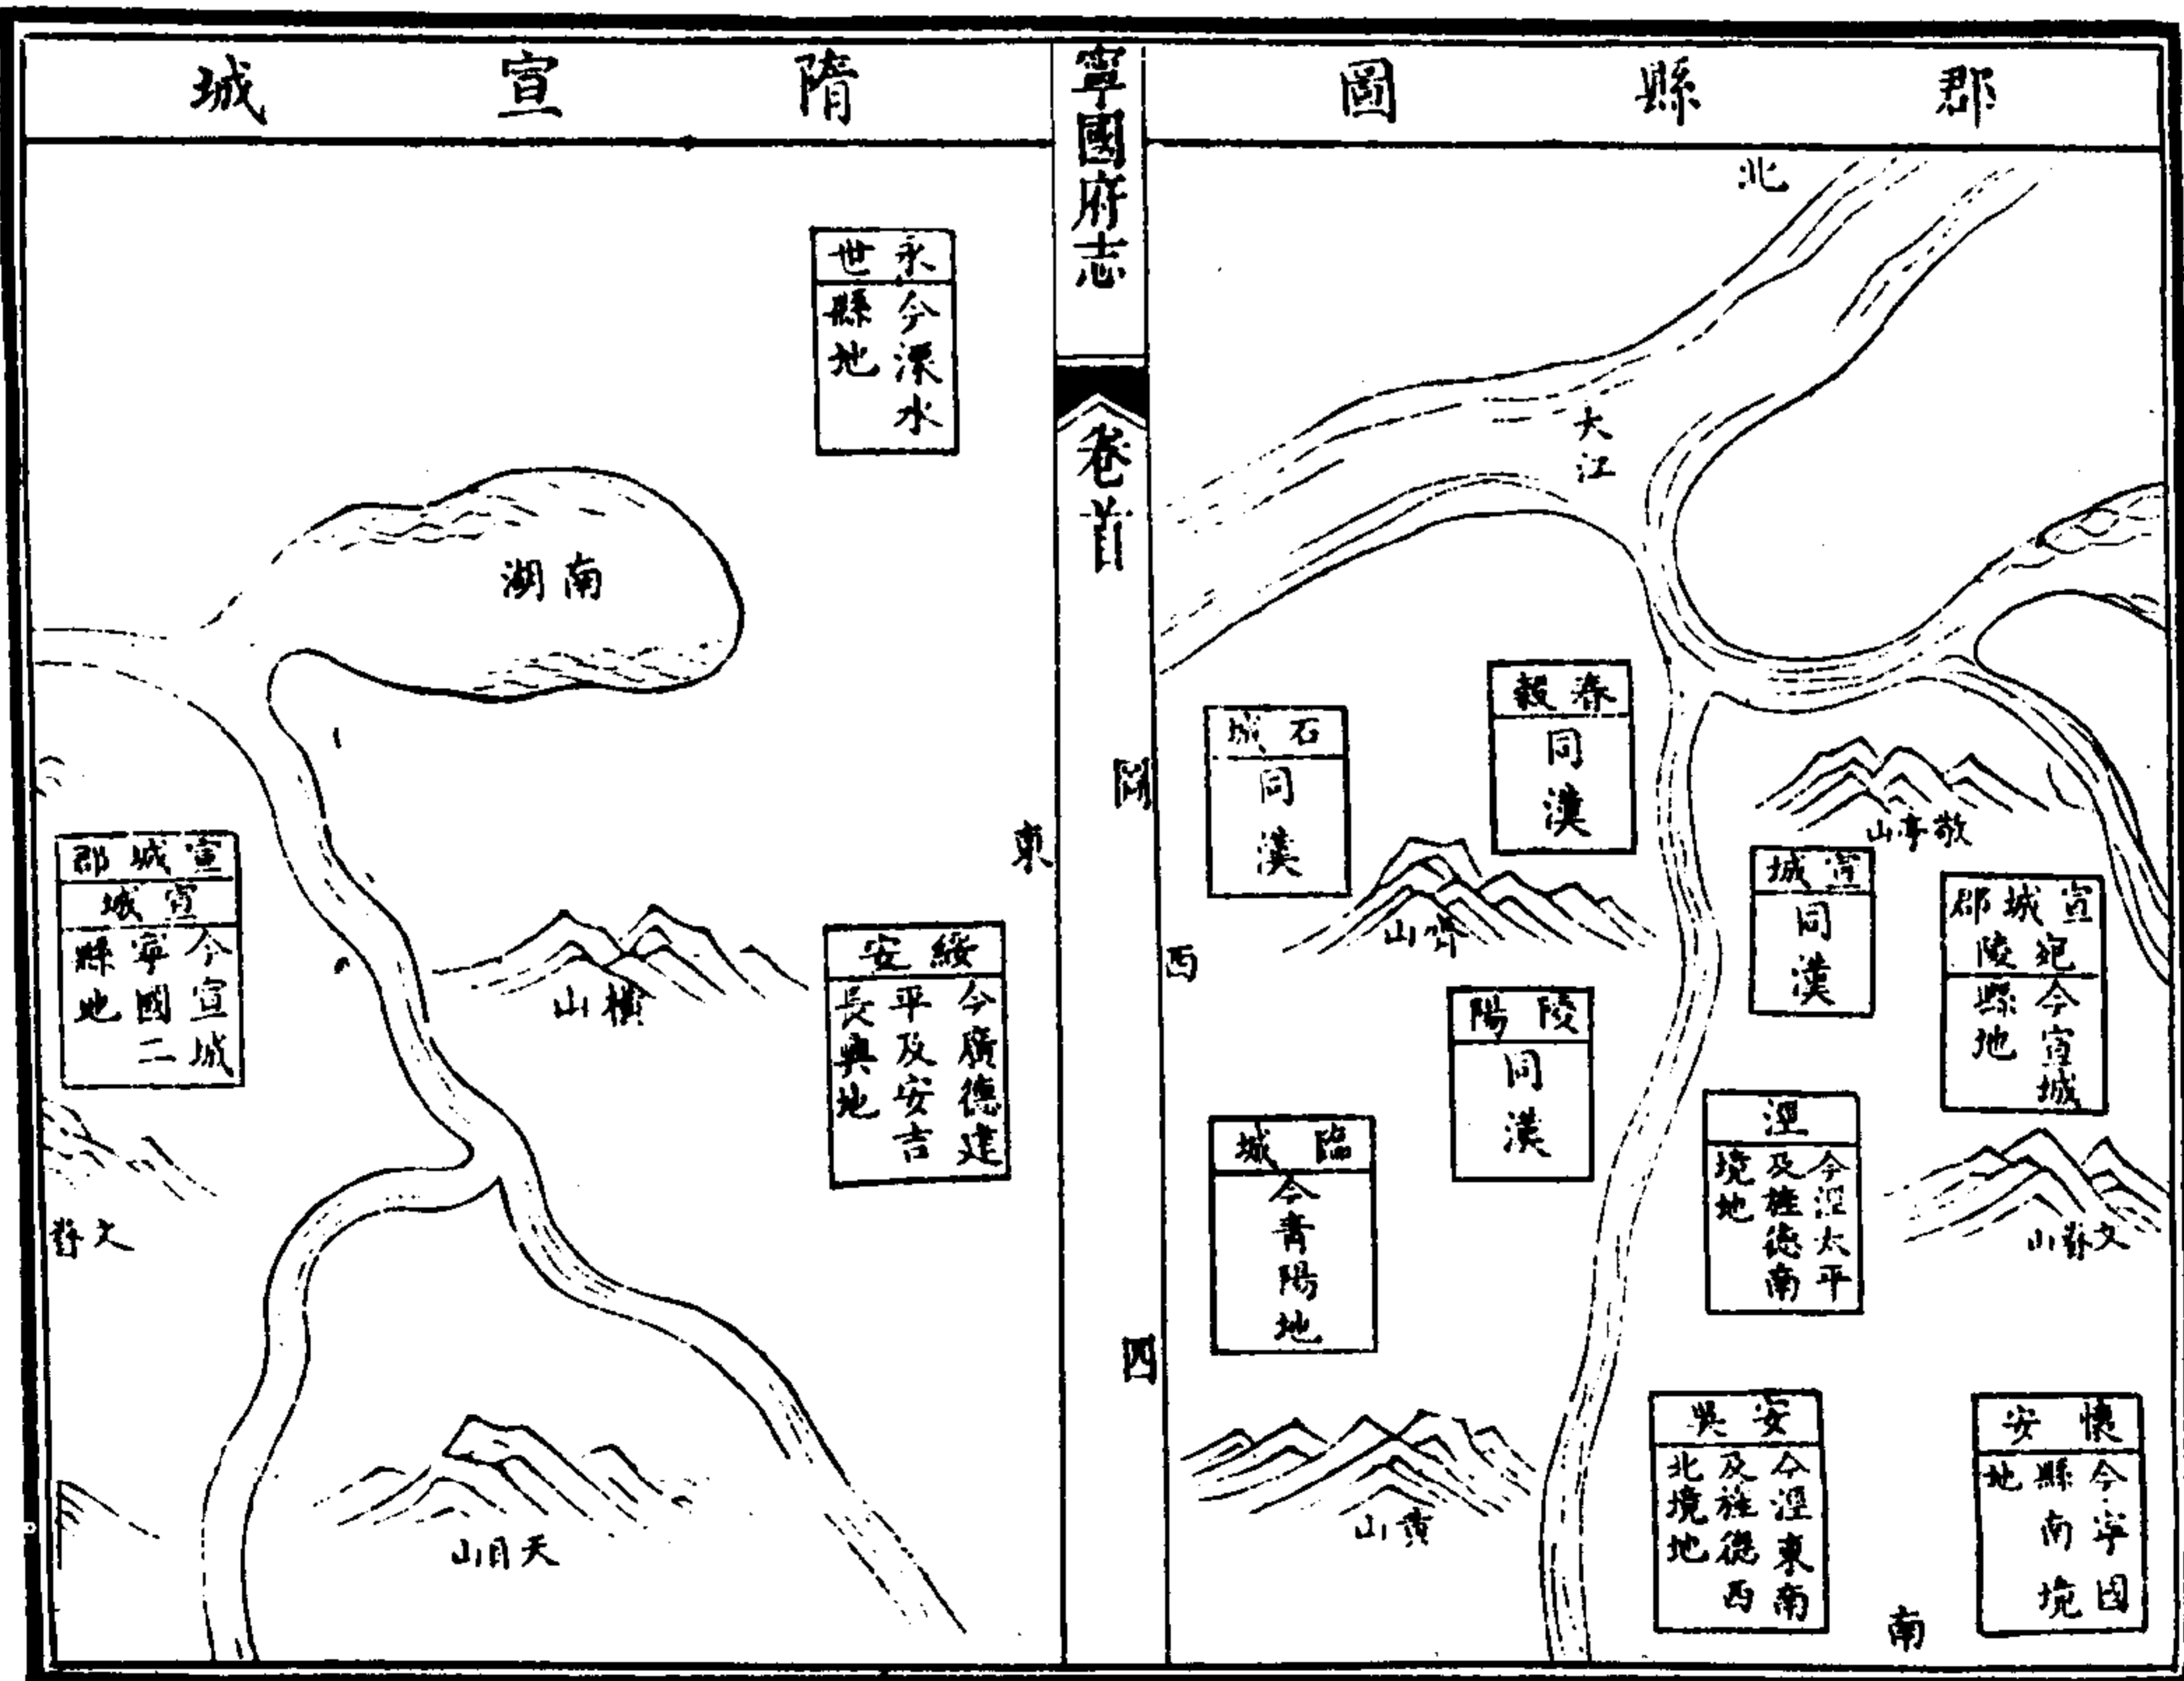 郡縣圖
北
大江
春穀
同漢
石城
同漢
敬亭山
宣城
同漢
宣城郡
宛陵
今宣城
縣地
齊山
西
陵陽
同漢
臨城
今青陽地
涇
今涇太平
及旌德南
境地
文脊山
黃山
安吳
今涇東南
及旌德西
北境地
懷安
今寧國
縣南境
地
南
寧國府志
卷首
圖
四
隋宣城
永世
今溧水
縣地
南湖
東
宣城郡
宣城
今宣城
寧國二
縣地
橫山
綏安
今廣德建
平及安吉
長興地
文脊
天目山